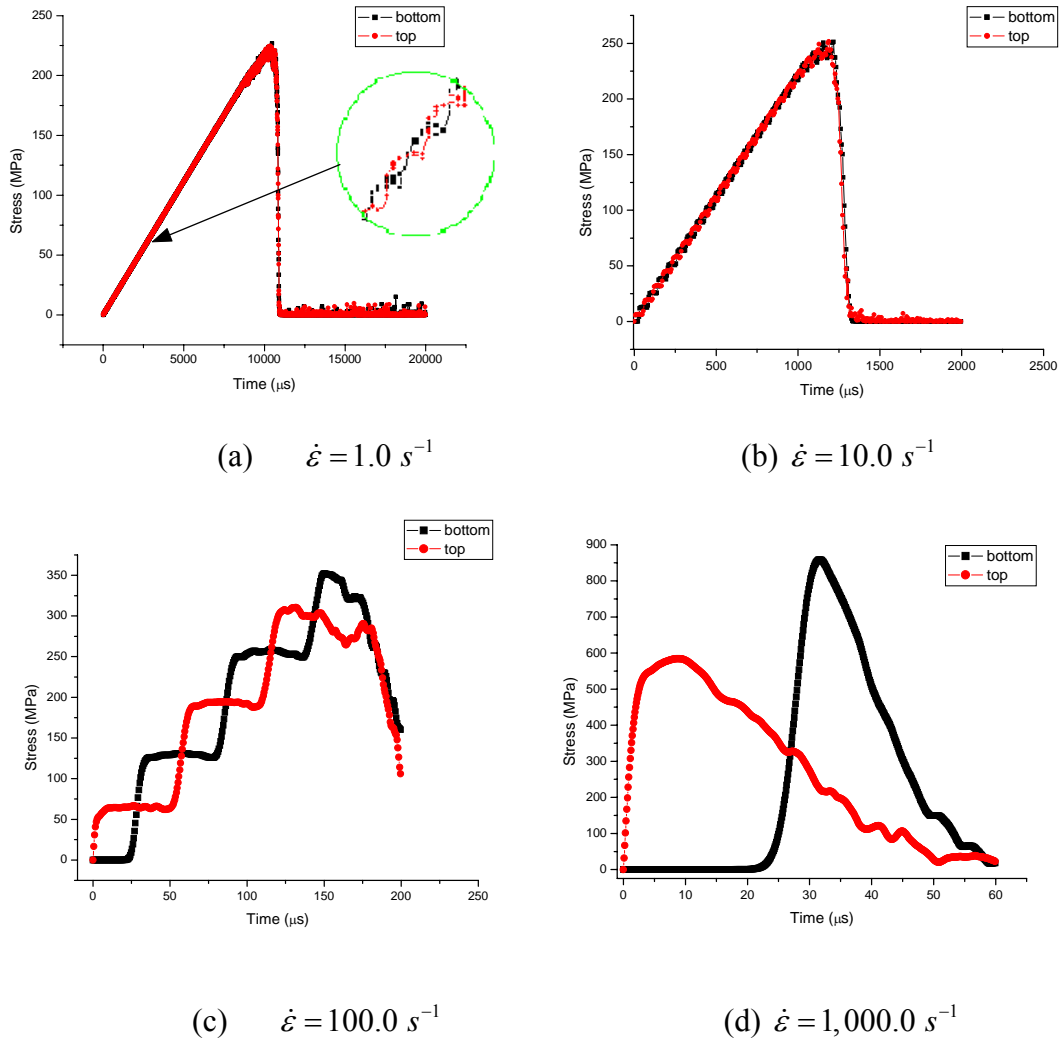 bottom
top
250
200
150
100
50
0
Stress (MPa)
0 5000 10000 15000 20000
Time (μs)
(a) ε̇ = 1.0 s⁻¹
bottom
top
250
200
150
100
50
0
Stress (MPa)
0 500 1000 1500 2000 2500
Time (μs)
(b) ε̇ = 10.0 s⁻¹
bottom
top
350
300
250
200
150
100
50
0
Stress (MPa)
0 50 100 150 200 250
Time (μs)
(c) ε̇ = 100.0 s⁻¹
bottom
top
900
800
700
600
500
400
300
200
100
0
Stress (MPa)
0 10 20 30 40 50 60
Time (μs)
(d) ε̇ = 1,000.0 s⁻¹